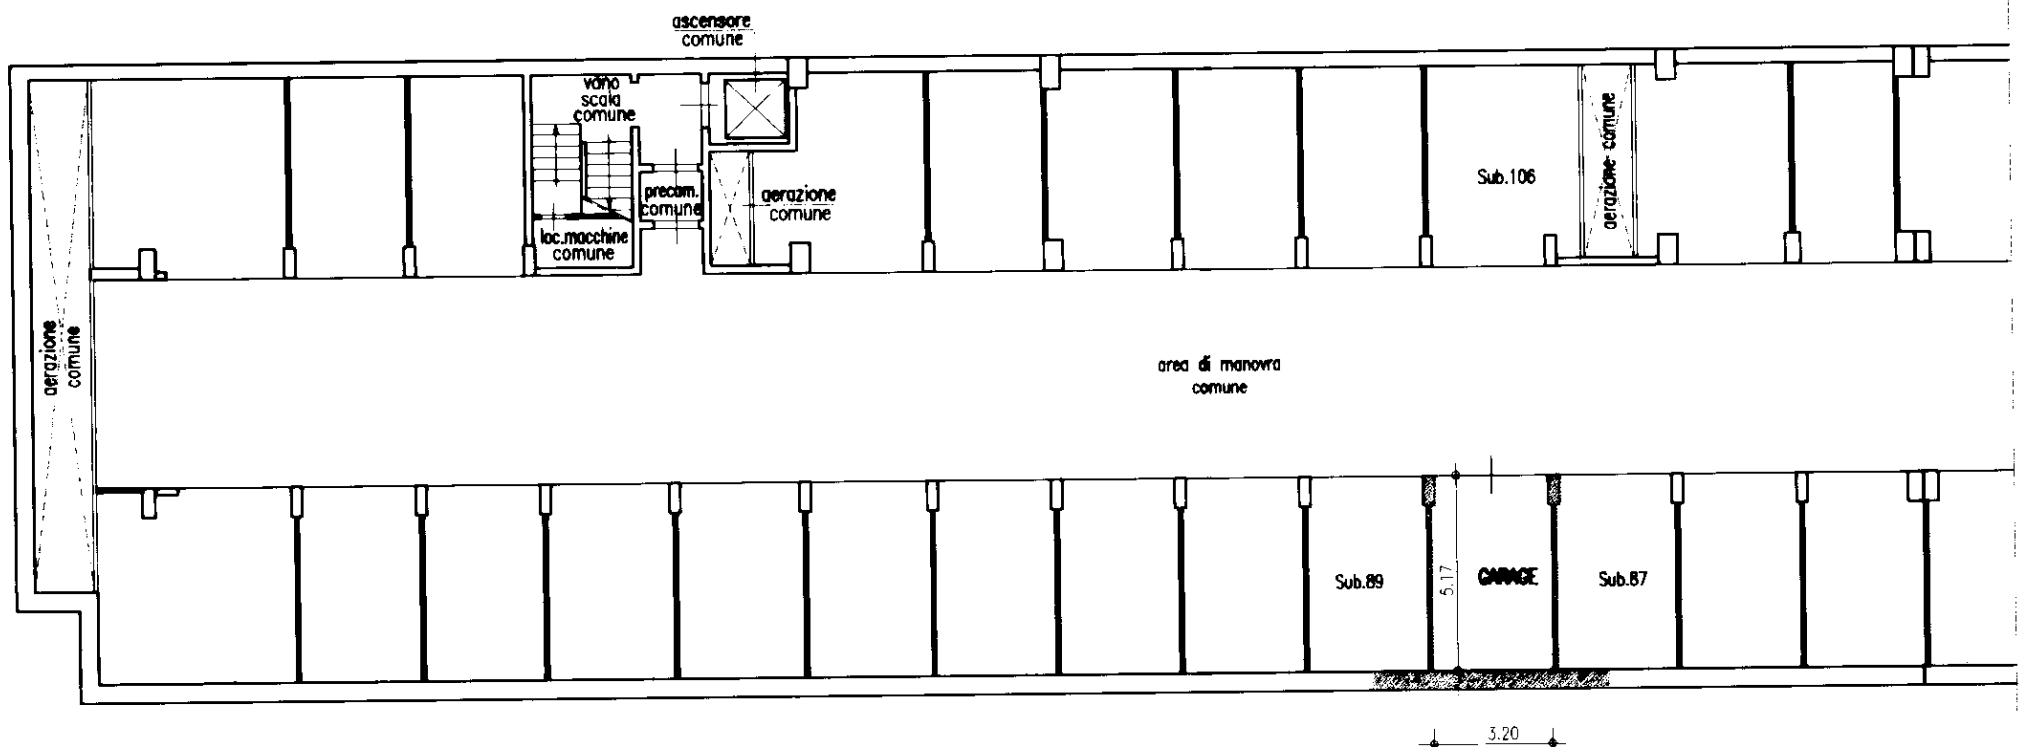 ascensore
comune
vano
scala
comune
precam.
comune
loc.macchine
comune
aerazione
comune
Sub.106
aerazione comune
aerazione
comune
area di manovra
comune
Sub.89
5.17
GARAGE
Sub.87
3.20